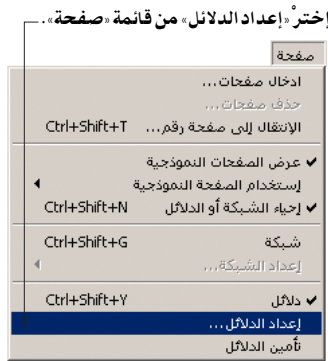 إخترْ «إعداد الدلائل» من قائمة «صفحة».
صفحة
ادخال صفحات...
حذف صفحات...
الإنتقال إلى صفحة رقم... Ctrl+Shift+T
✔ عرض الصفحات النموذجية
إستخدام الصفحة النموذجية
✔ إحياء الشبكة أو الدلائل Ctrl+Shift+N
شبكة Ctrl+Shift+G
إعداد الشبكة...
✔ دلائل Ctrl+Shift+Y
إعداد الدلائل...
تأمين الدلائل